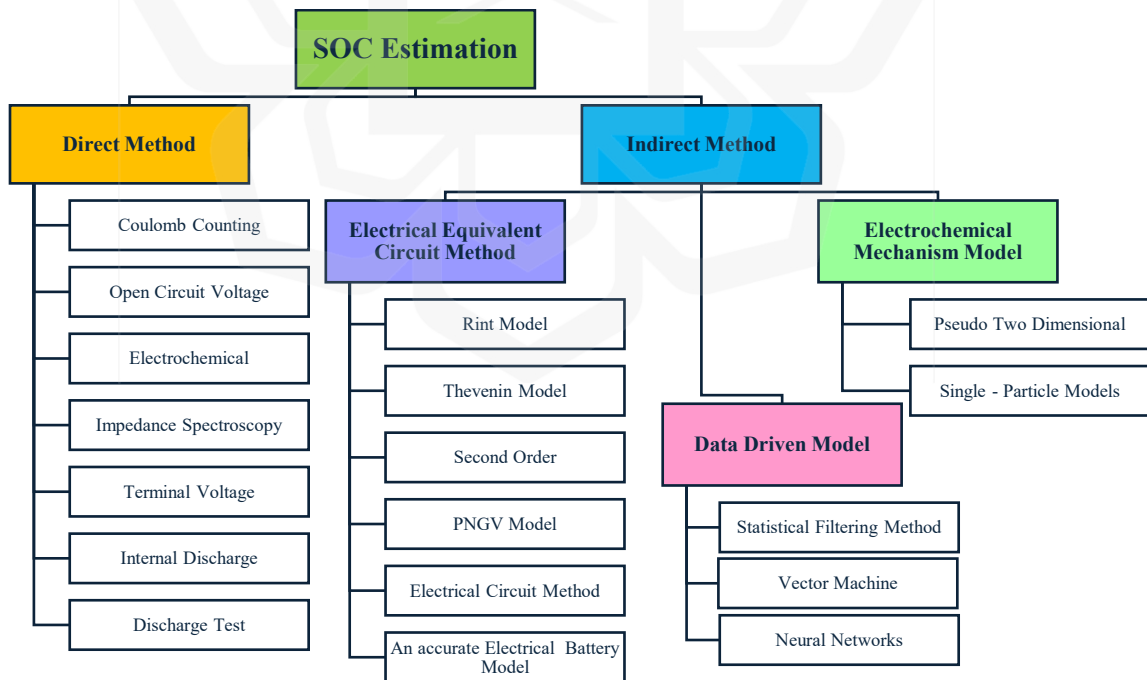 SOC Estimation
Direct Method
Coulomb Counting
Open Circuit Voltage
Electrochemical
Impedance Spectroscopy
Terminal Voltage
Internal Discharge
Discharge Test
Indirect Method
Electrical Equivalent
Circuit Method
Rint Model
Thevenin Model
Second Order
PNGV Model
Electrical Circuit Method
An accurate Electrical Battery
Model
Data Driven Model
Statistical Filtering Method
Vector Machine
Neural Networks
Electrochemical
Mechanism Model
Pseudo Two Dimensional
Single - Particle Models